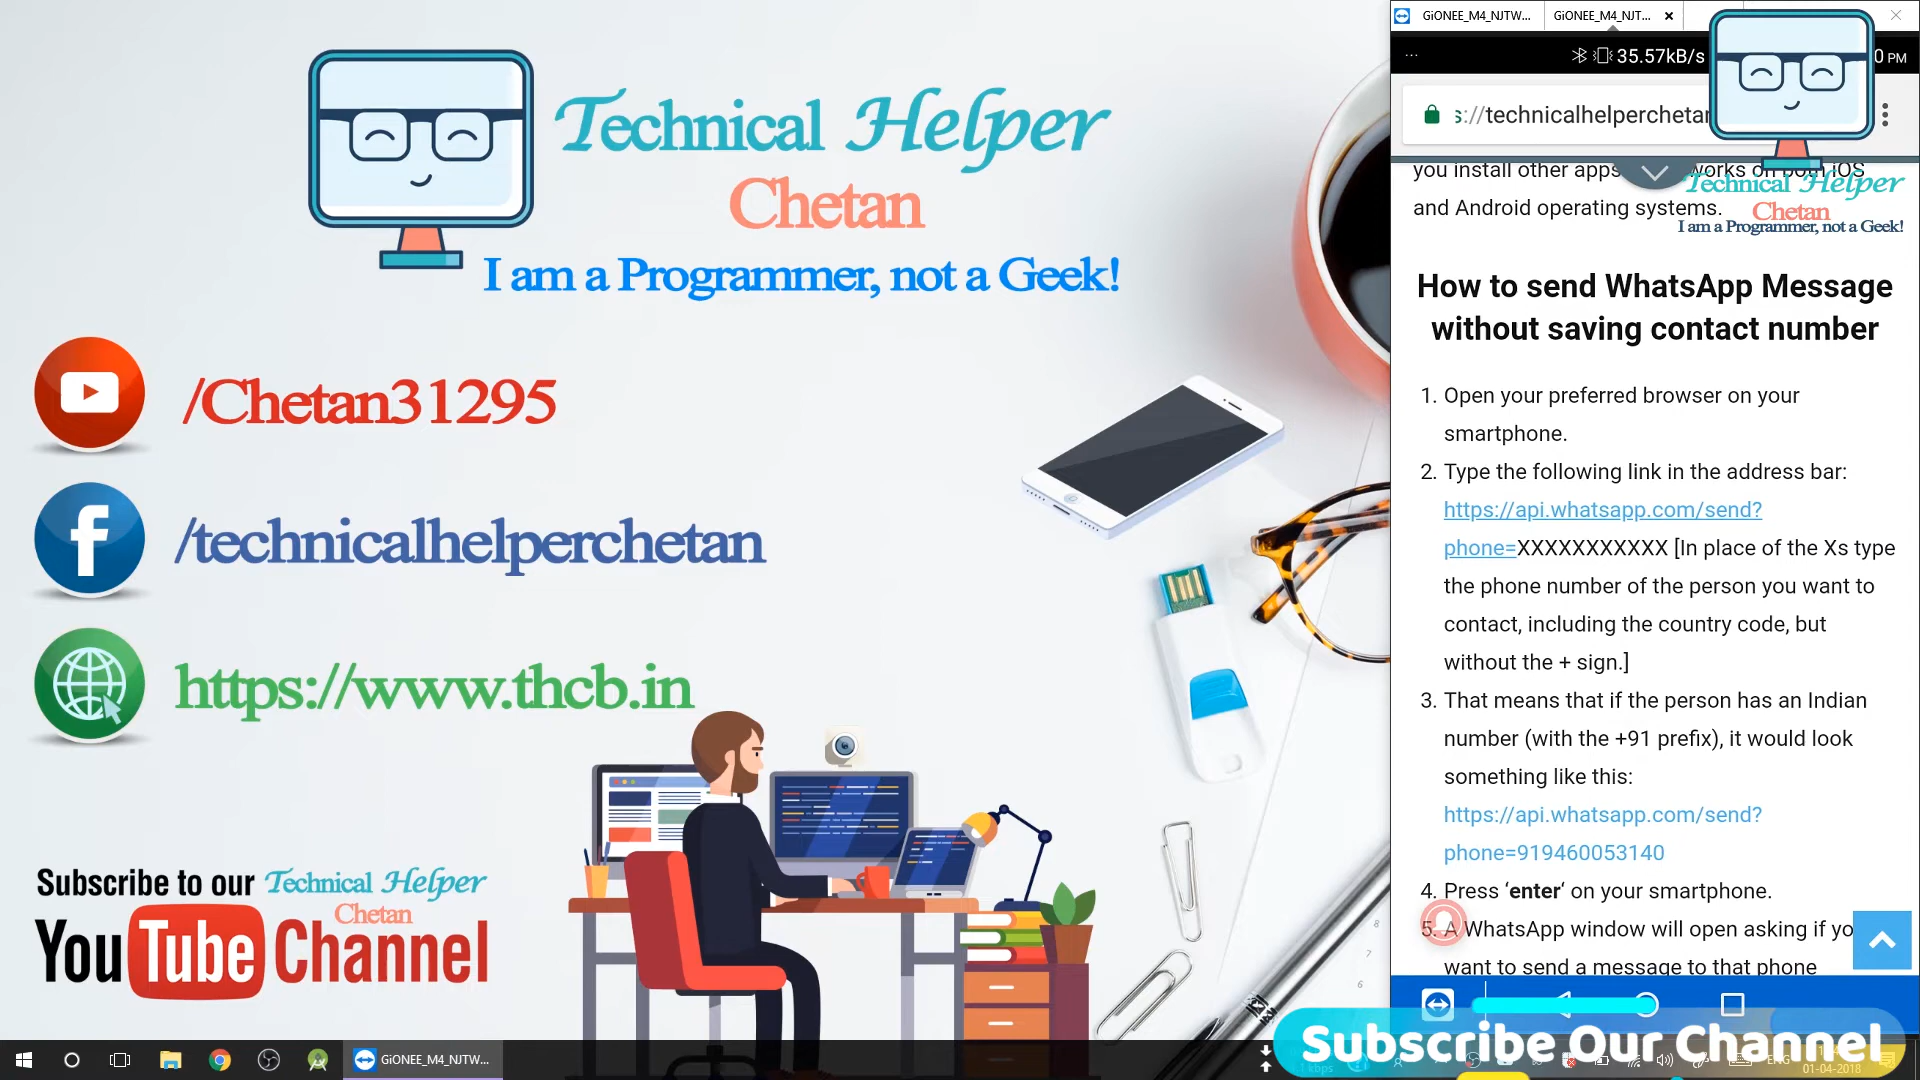 Technical Helper
Chetan
I am a Programmer, not a Geek!
/Chetan31295
/technicalhelperchetan
https://www.thcb.in
Subscribe to our Technical Helper
Chetan
YouTube Channel
GiONEE_M4_NJTW...
GiONEE_M4_NJT...
35.57kB/s
PM
s://technicalhelperchetan
you install other apps
works on both iOS
and Android operating systems.
Technical Helper
Chetan
I am a Programmer, not a Geek!
How to send WhatsApp Message
without saving contact number
1. Open your preferred browser on your
smartphone.
2. Type the following link in the address bar:
https://api.whatsapp.com/send?
phone=XXXXXXXXXXX [In place of the Xs type
the phone number of the person you want to
contact, including the country code, but
without the + sign.]
3. That means that if the person has an Indian
number (with the +91 prefix), it would look
something like this:
https://api.whatsapp.com/send?
phone=919460053140
4. Press ‘enter‘ on your smartphone.
5. A WhatsApp window will open asking if yo
want to send a message to that phone
8
7
6
Subscribe Our Channel
GiONEE_M4_NJTW...
kbps
ENG
01-04-2018